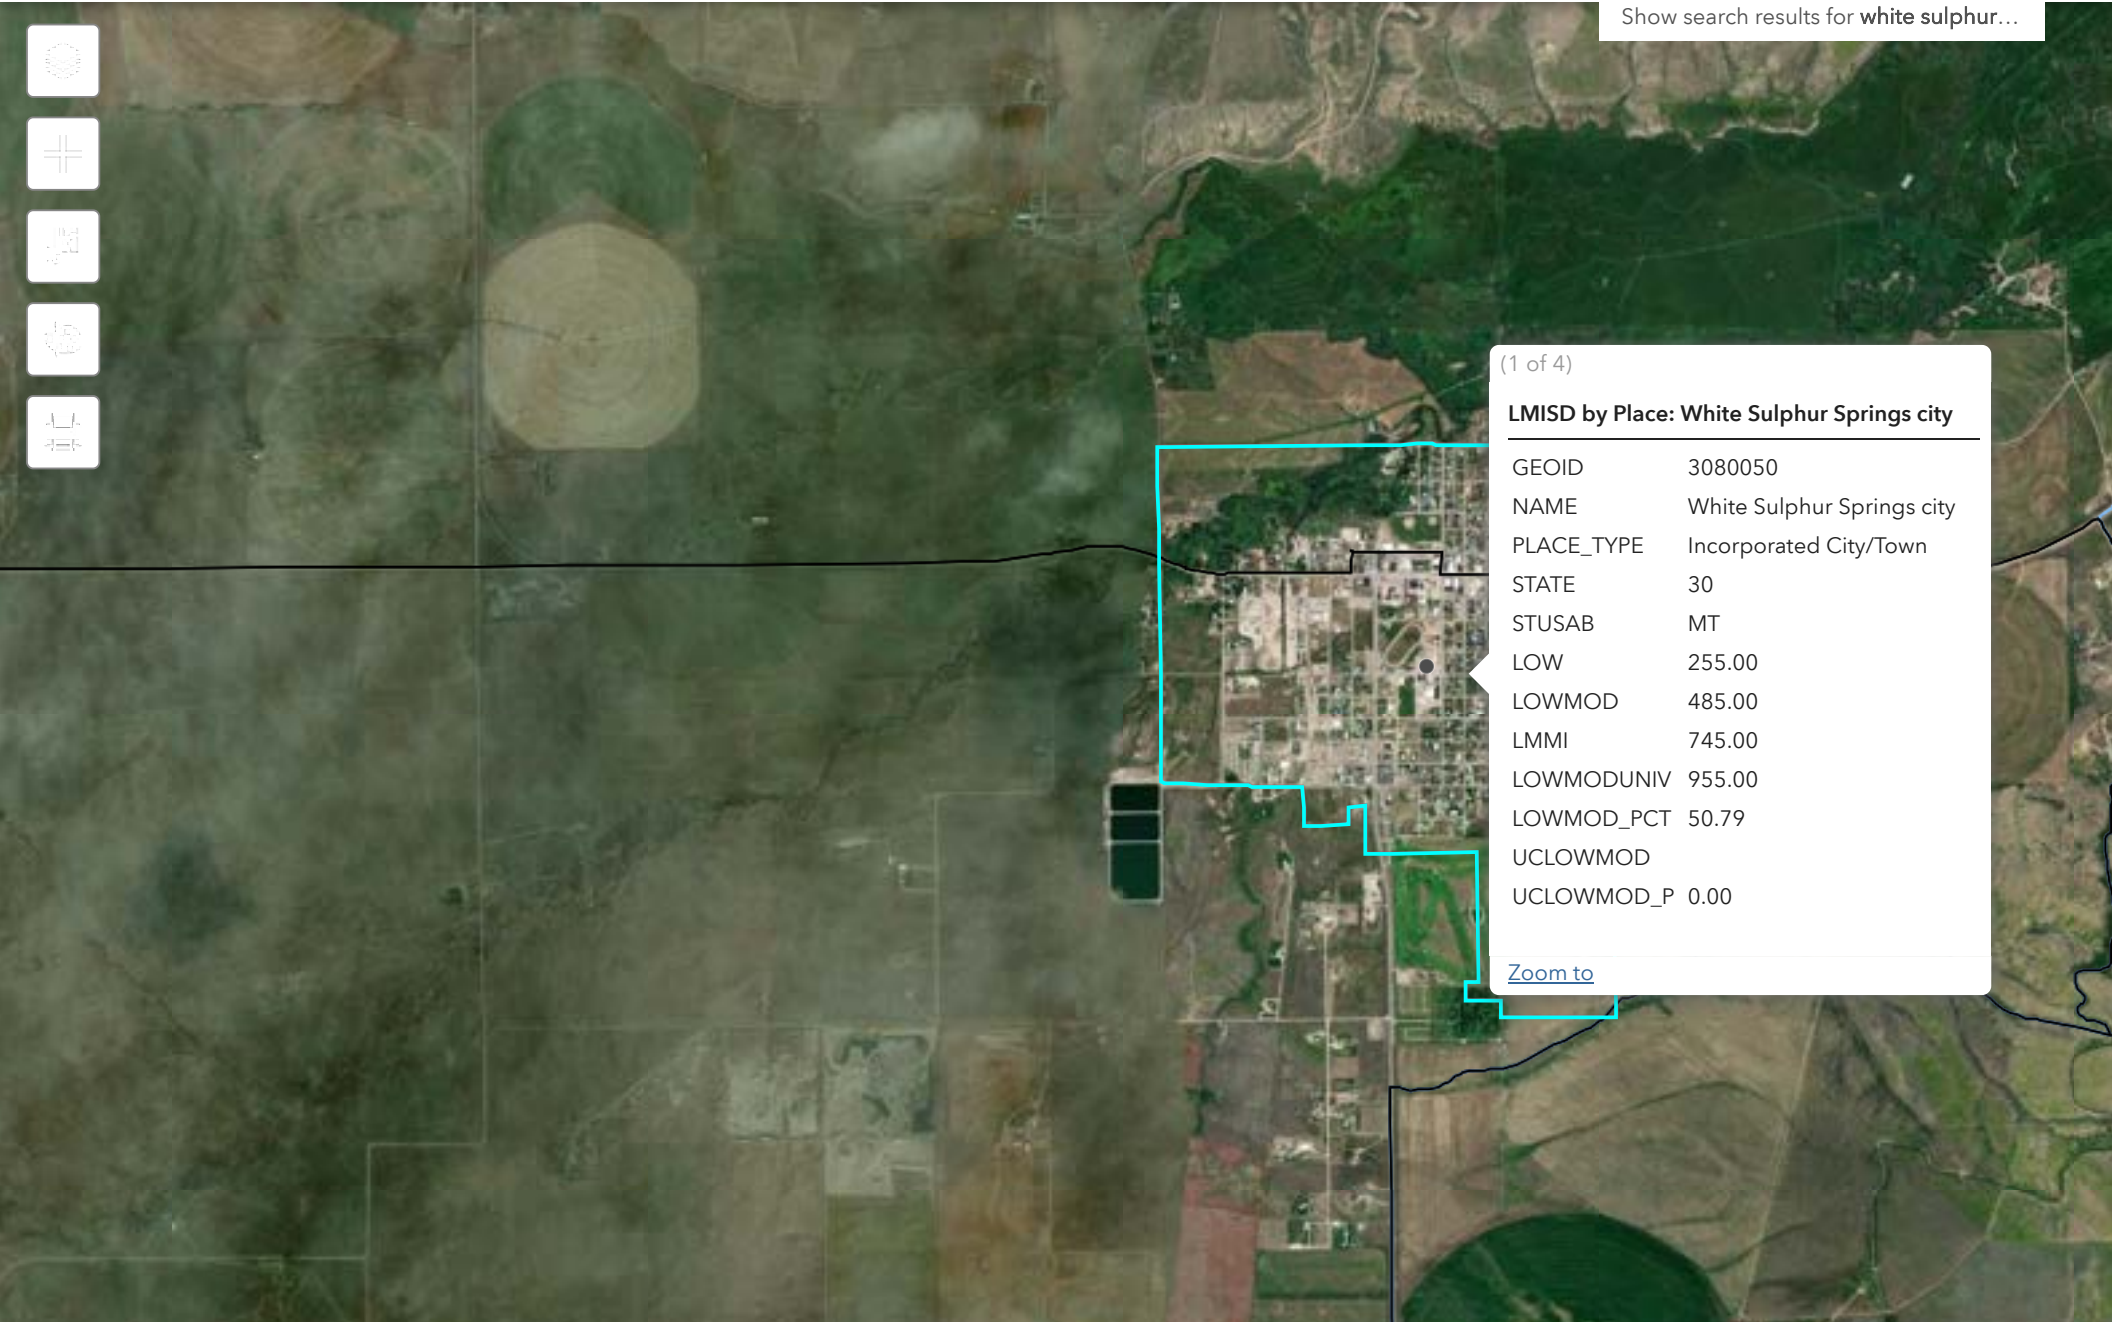 Show search results for white sulphur…
(1 of 4)
LMISD by Place: White Sulphur Springs city
GEOID 3080050
NAME White Sulphur Springs city
PLACE_TYPE Incorporated City/Town
STATE 30
STUSAB MT
LOW 255.00
LOWMOD 485.00
LMMI 745.00
LOWMODUNIV 955.00
LOWMOD_PCT 50.79
UCLOWMOD
UCLOWMOD_P 0.00
Zoom to